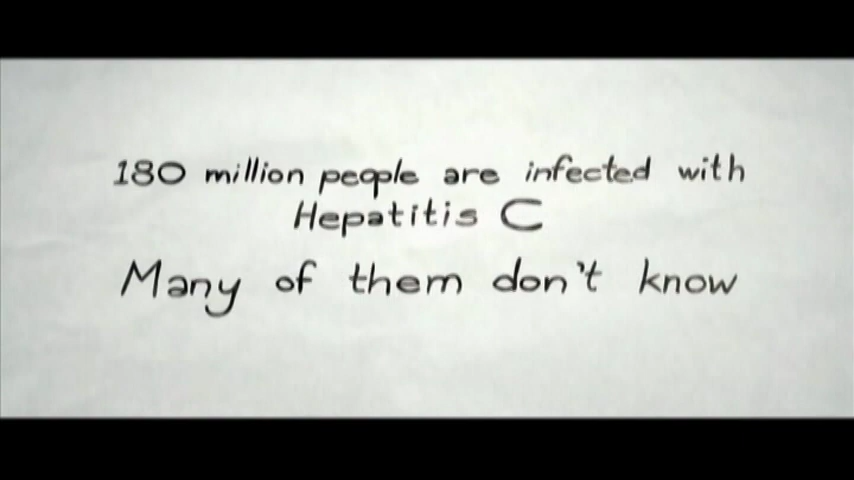 180 million people are infected with
Hepatitis C
Many of them don't know